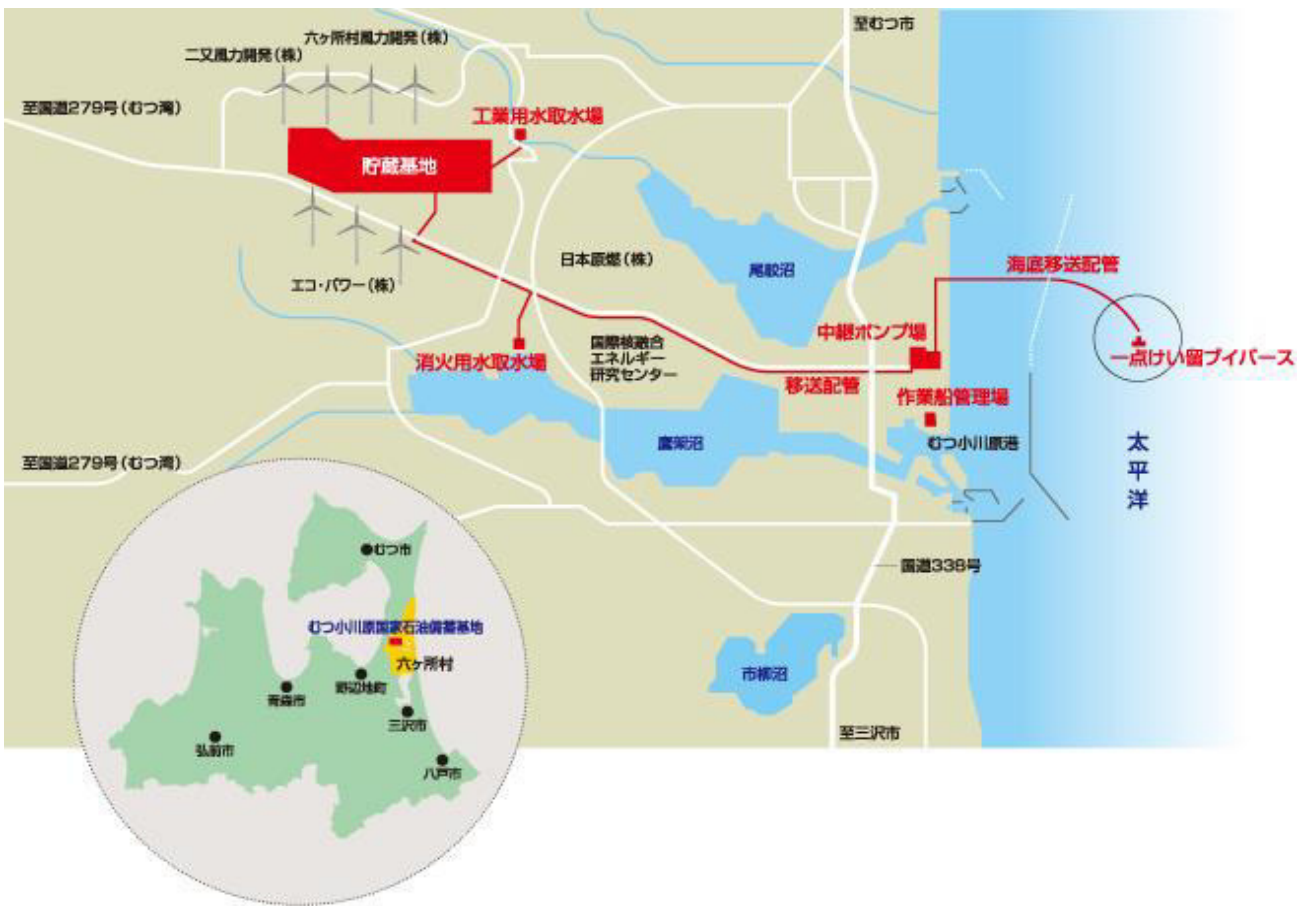 六ヶ所村風力開発(株)
二又風力開発(株)
至むつ市
至国道279号(むつ湾)
工業用水取水場
貯蔵基地
日本原燃(株)
尾鮫沼
海底移送配管
エコ・パワー(株)
中継ポンプ場
国際核融合
エネルギー
研究センター
消火用水取水場
一点けい留ブイバース
移送配管
作業船管理場
鷹架沼
むつ小川原港
太平洋
至国道279号(むつ湾)
国道338号
むつ市
むつ小川原国家石油備蓄基地
六ヶ所村
野辺地町
青森市
三沢市
弘前市
八戸市
市柳沼
至三沢市